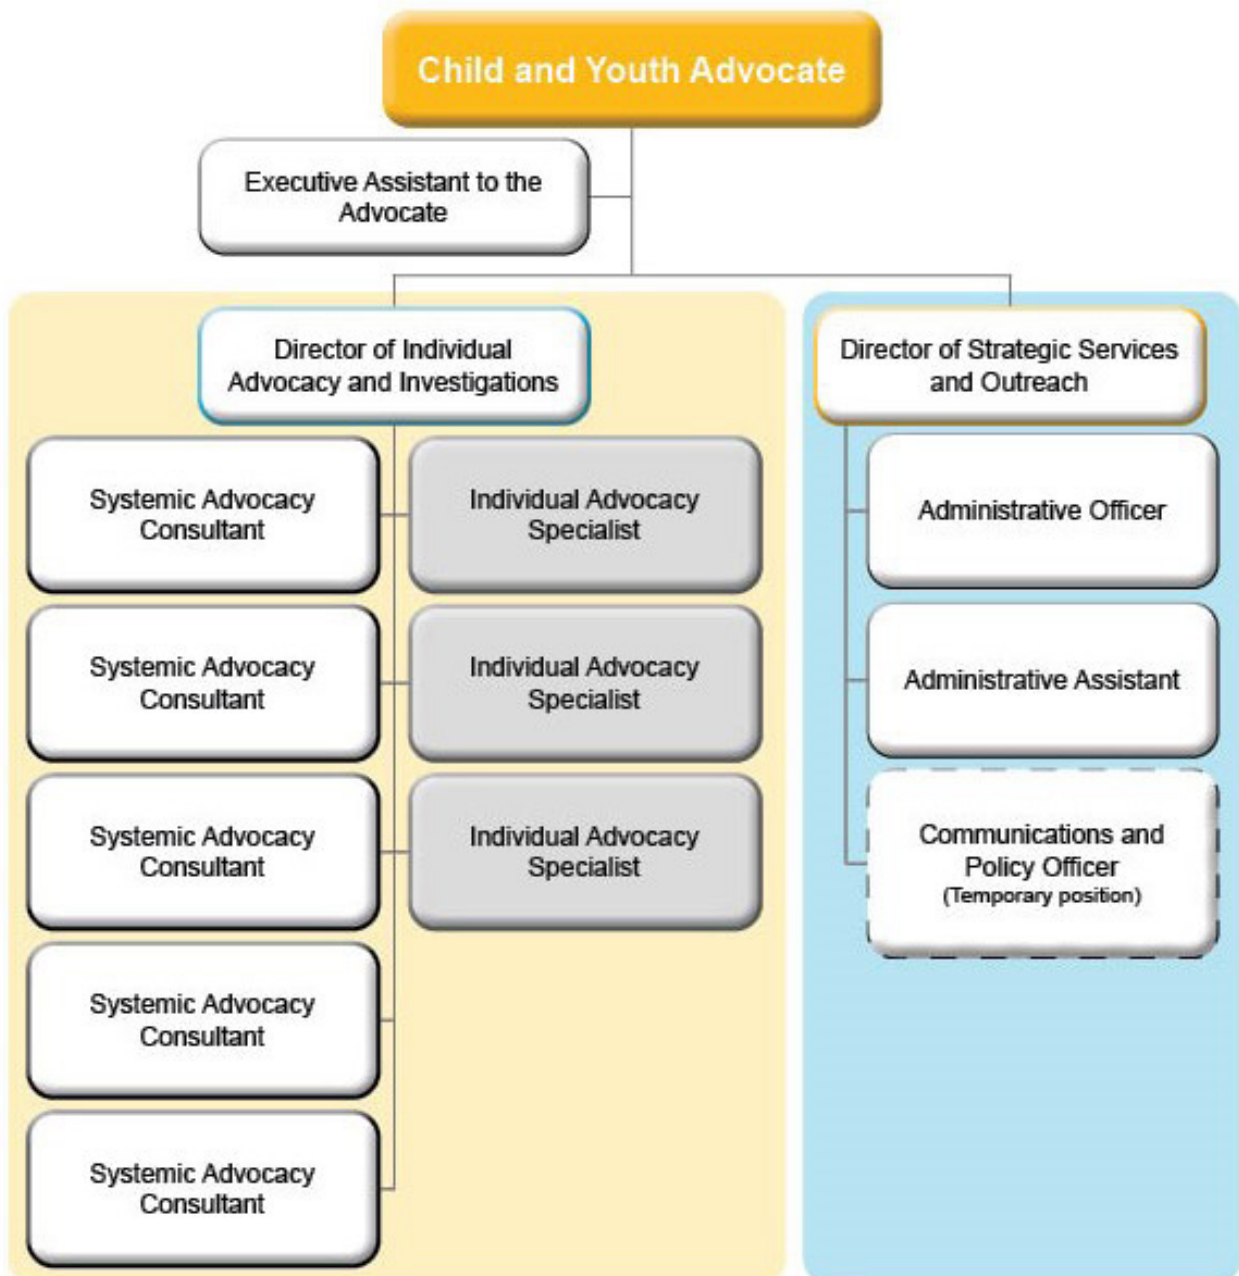 Child and Youth Advocate
Executive Assistant to the
Advocate
Director of Individual
Advocacy and Investigations
Systemic Advocacy
Consultant
Individual Advocacy
Specialist
Systemic Advocacy
Consultant
Individual Advocacy
Specialist
Systemic Advocacy
Consultant
Individual Advocacy
Specialist
Systemic Advocacy
Consultant
Systemic Advocacy
Consultant
Director of Strategic Services
and Outreach
Administrative Officer
Administrative Assistant
Communications and
Policy Officer
(Temporary position)